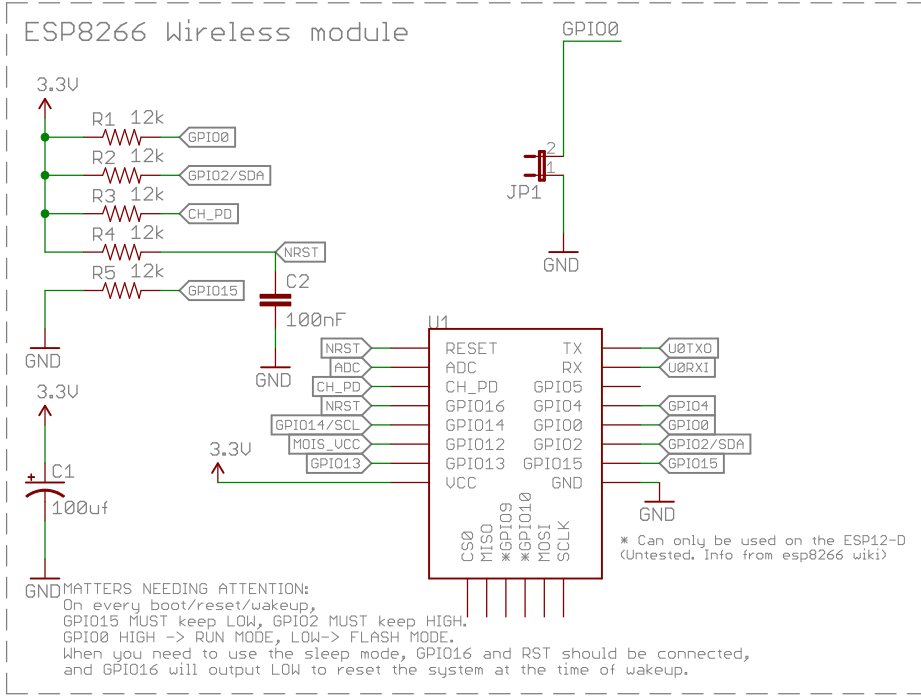 ESP8266 Wireless module
GPIO0
3.3V
R1 12k
GPIO0
R2 12k
GPIO2/SDA
R3 12k
CH_PD
R4 12k
NRST
R5 12k
GPIO15
C2
100nF
GND
GND
2
1
JP1
GND
3.3V
C1
100uf
GND
U1
NRST
RESET
TX
U0TXO
ADC
ADC
RX
U0RXI
CH_PD
CH_PD
GPIO5
NRST
GPIO16
GPIO4
GPIO4
GPIO14/SCL
GPIO14
GPIO0
GPIO0
MOIS_VCC
GPIO12
GPIO2
GPIO2/SDA
GPIO13
GPIO13
GPIO15
GPIO15
3.3V
VCC
GND
GND
CS0
MISO
*GPIO9
*GPIO10
MOSI
SCLK
* Can only be used on the ESP12-D
(Untested. Info from esp8266 wiki)
MATTERS NEEDING ATTENTION:
On every boot/reset/wakeup,
GPIO15 MUST keep LOW, GPIO2 MUST keep HIGH.
GPIO0 HIGH -> RUN MODE, LOW-> FLASH MODE.
When you need to use the sleep mode, GPIO16 and RST should be connected,
and GPIO16 will output LOW to reset the system at the time of wakeup.